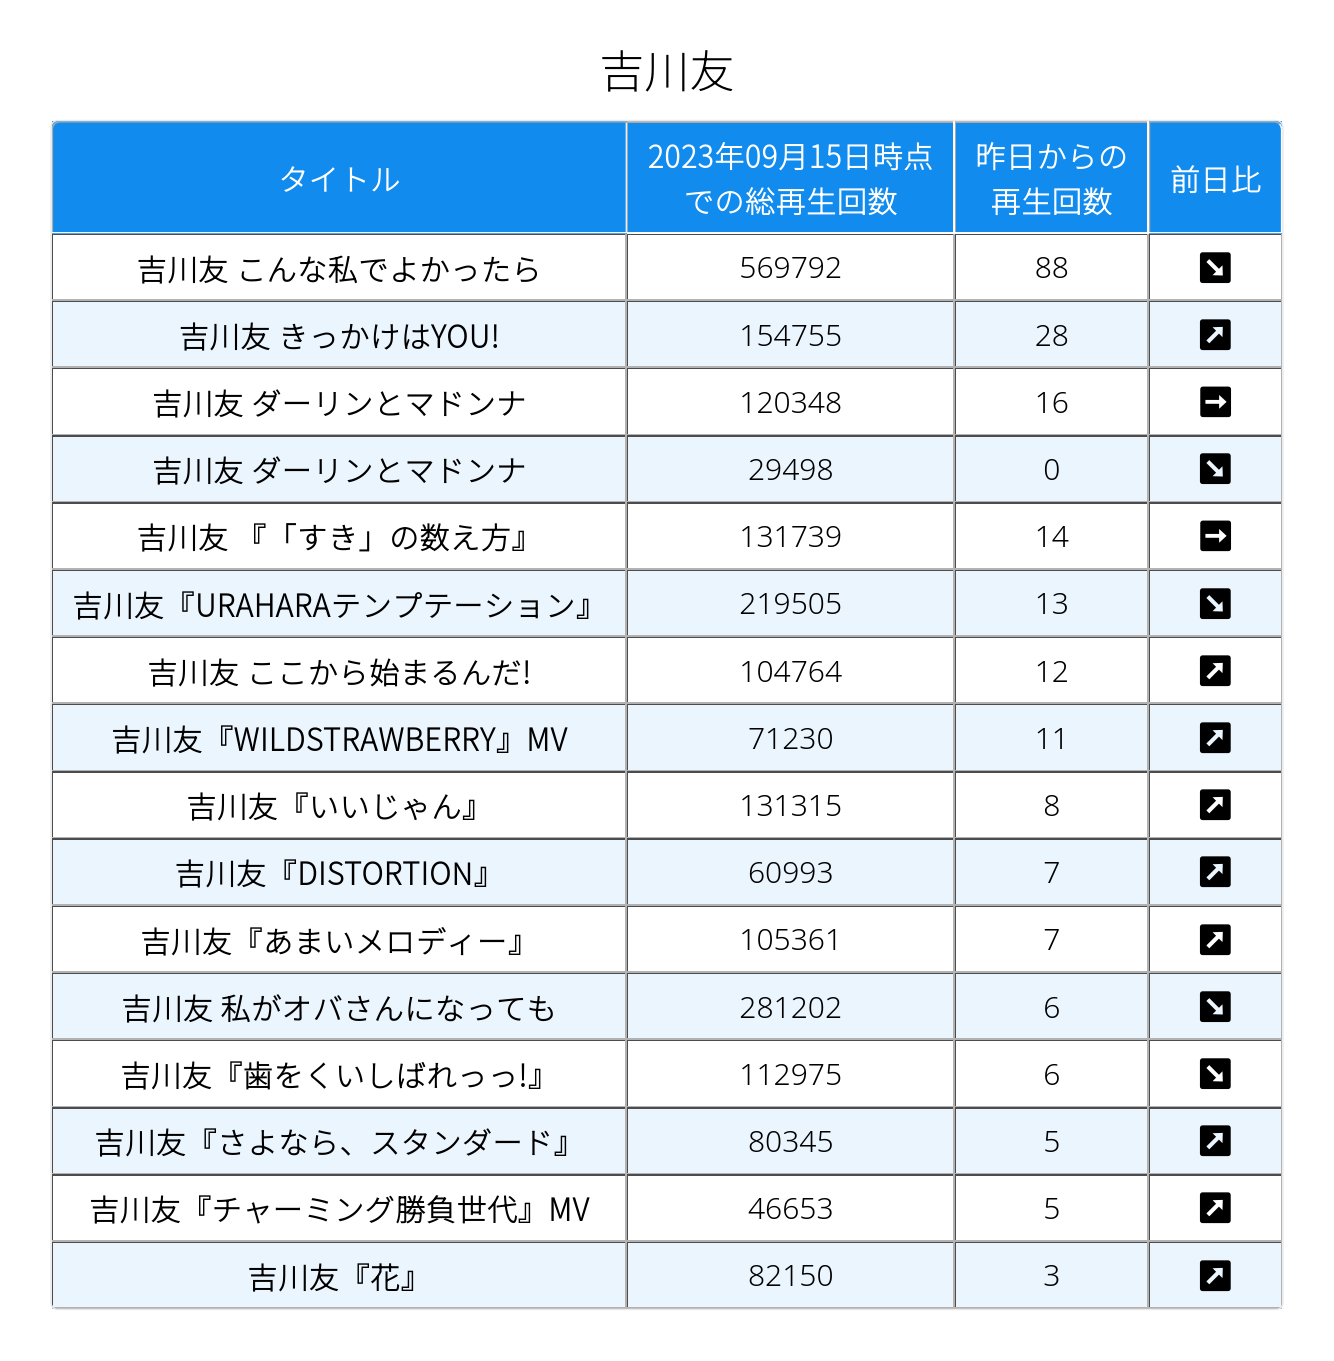 吉川友
タイトル
2023年09月15日時点
での総再生回数
昨日からの
再生回数
前日比
吉川友 こんな私でよかったら 569792 88
吉川友 きっかけはYOU! 154755 28
吉川友 ダーリンとマドンナ 120348 16
吉川友 ダーリンとマドンナ 29498 0
吉川友 『「すき」の数え方』 131739 14
吉川友『URAHARAテンプテーション』 219505 13
吉川友 ここから始まるんだ! 104764 12
吉川友『WILDSTRAWBERRY』MV 71230 11
吉川友『いいじゃん』 131315 8
吉川友『DISTORTION』 60993 7
吉川友『あまいメロディー』 105361 7
吉川友 私がオバさんになっても 281202 6
吉川友『歯をくいしばれっっ!』 112975 6
吉川友『さよなら、スタンダード』 80345 5
吉川友『チャーミング勝負世代』MV 46653 5
吉川友『花』 82150 3